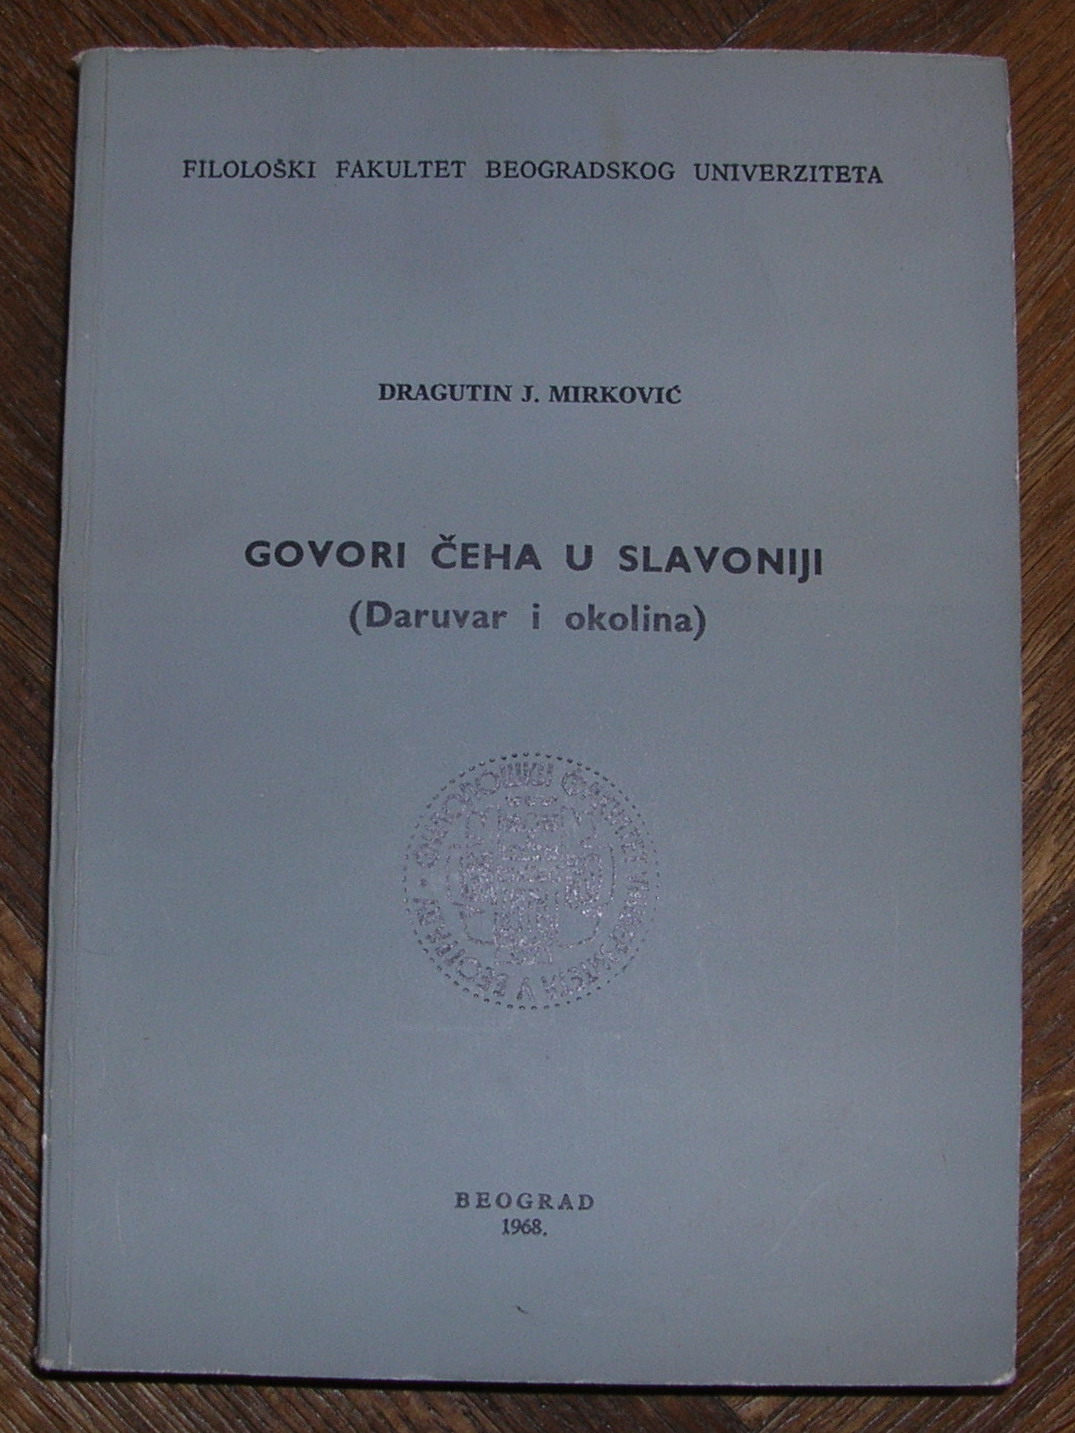 FILOLOŠKI FAKULTET BEOGRADSKOG UNIVERZITETA
DRAGUTIN J. MIRKOVIĆ
GOVORI ČEHA U SLAVONIJI
(Daruvar i okolina)
BEOGRAD
1968.